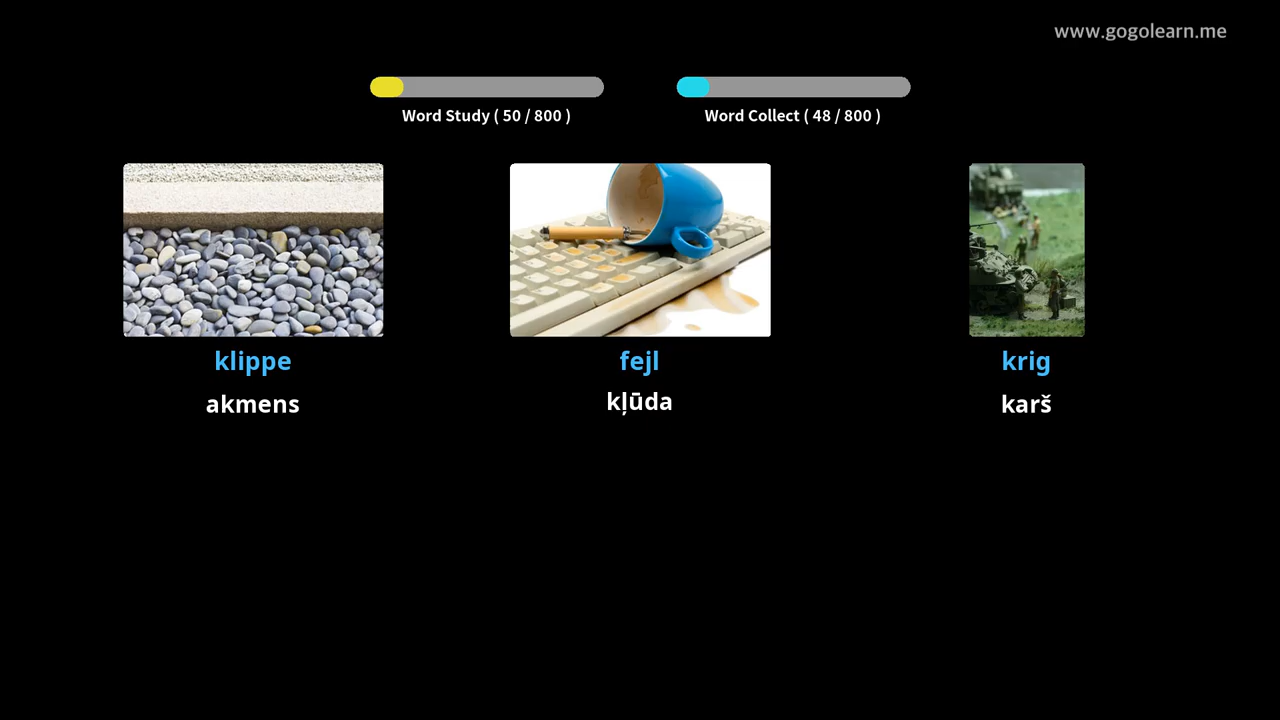 www.gogolearn.me
Word Study ( 50 / 800 )
Word Collect ( 48 / 800 )
klippe
akmens
fejl
kļūda
krig
karš